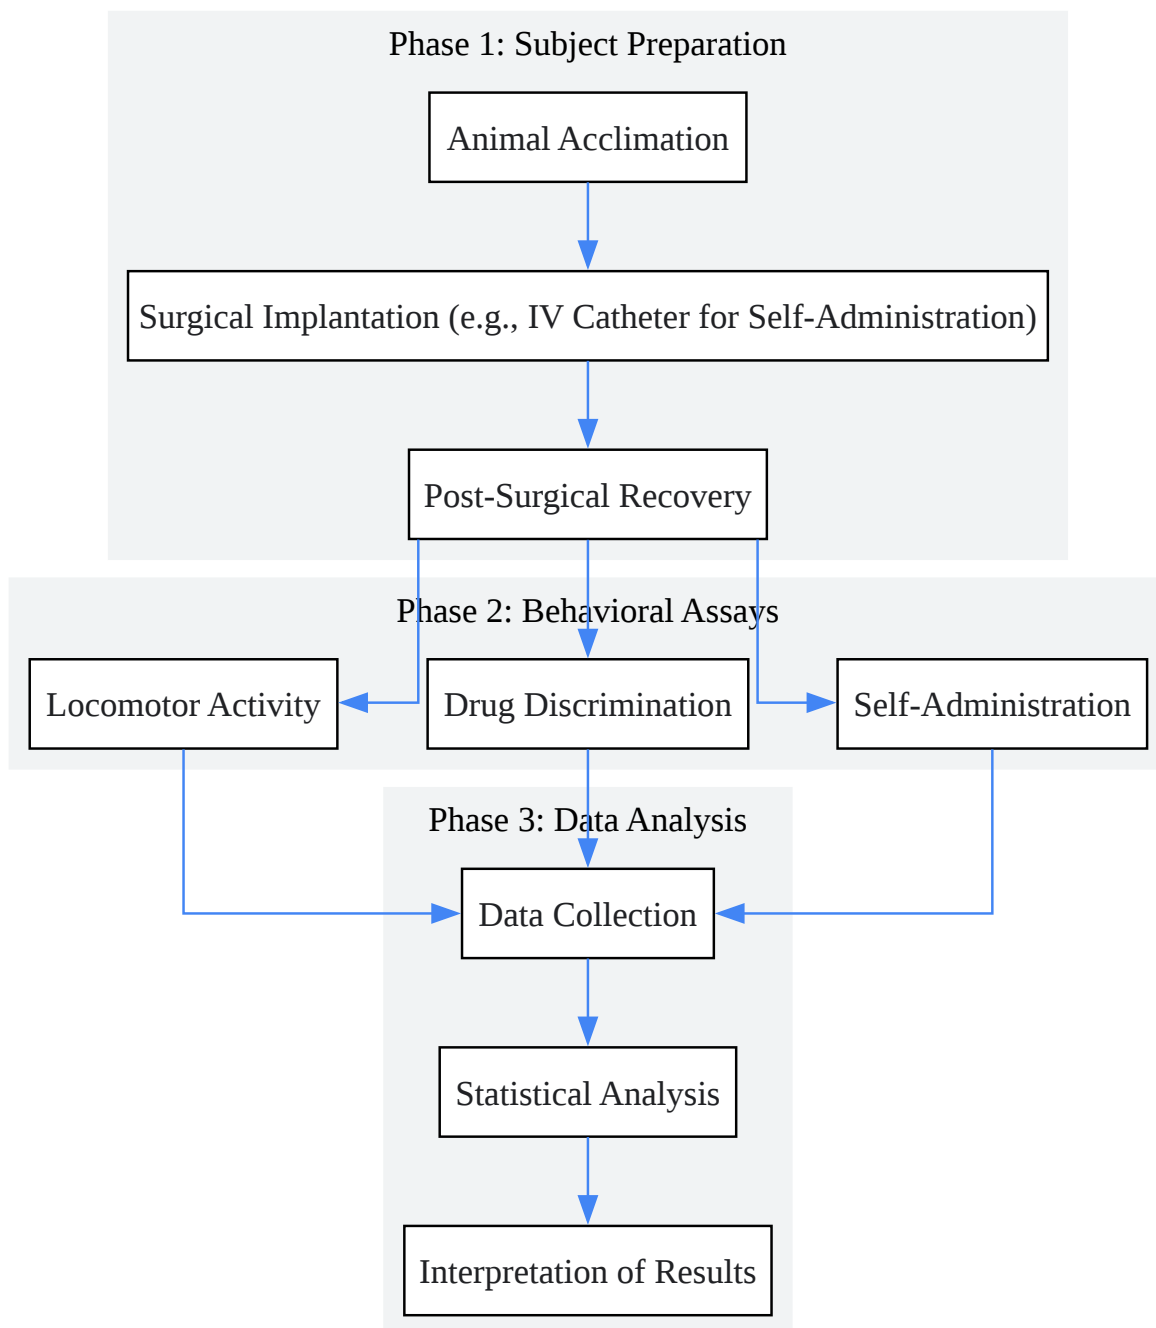 Phase 1: Subject Preparation
Animal Acclimation
Surgical Implantation (e.g., IV Catheter for Self-Administration)
Post-Surgical Recovery
Phase 2: Behavioral Assays
Locomotor Activity
Drug Discrimination
Self-Administration
Phase 3: Data Analysis
Data Collection
Statistical Analysis
Interpretation of Results